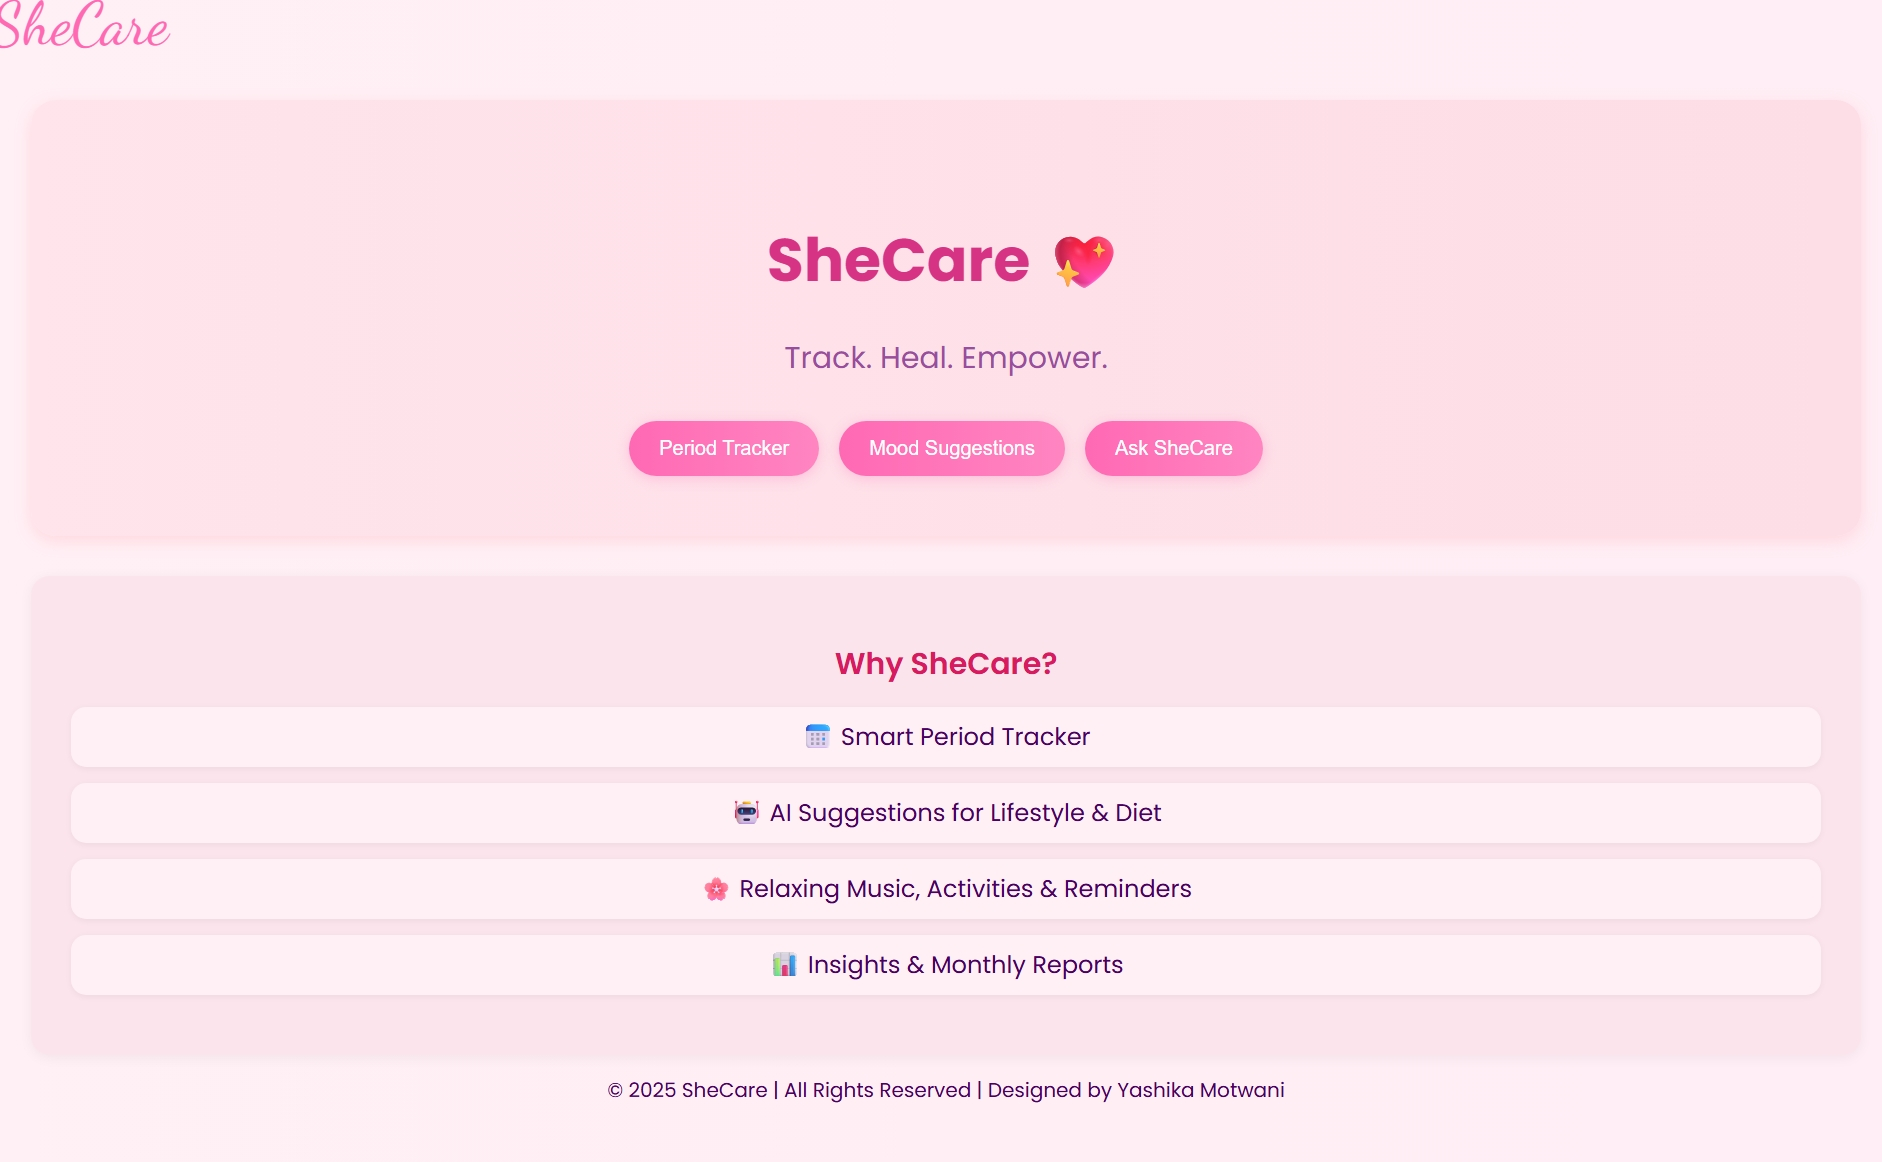 SheCare
SheCare 💖
Track. Heal. Empower.
Period Tracker
Mood Suggestions
Ask SheCare
Why SheCare?
📅 Smart Period Tracker
🤖 AI Suggestions for Lifestyle & Diet
🌸 Relaxing Music, Activities & Reminders
📊 Insights & Monthly Reports
© 2025 SheCare | All Rights Reserved | Designed by Yashika Motwani